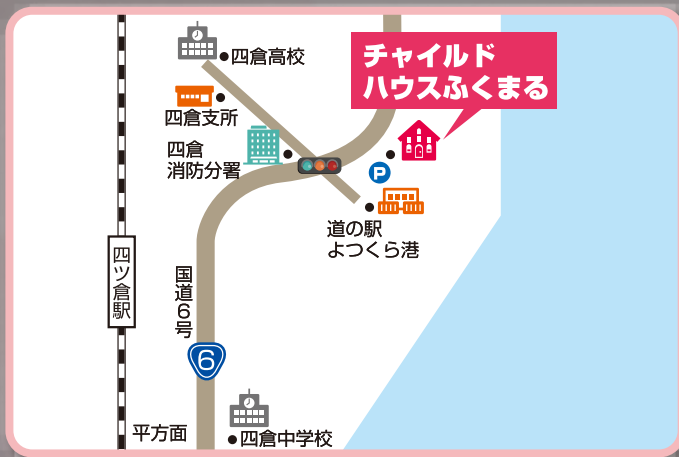 四倉高校
チャイルド
ハウスふくまる
四倉支所
四倉
消防分署
P
道の駅
よつくら港
四ツ倉駅
国道6号
6
平方面
四倉中学校